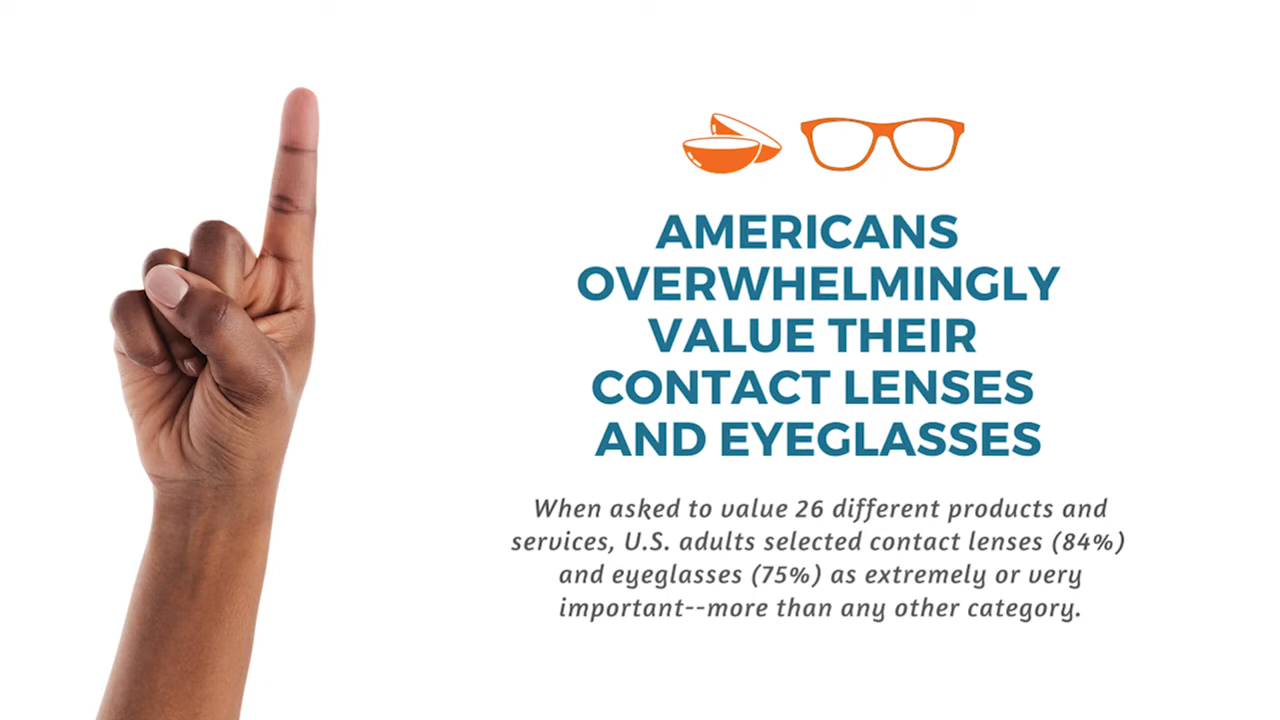 AMERICANS
OVERWHELMINGLY
VALUE THEIR
CONTACT LENSES
AND EYEGLASSES
When asked to value 26 different products and
services, U.S. adults selected contact lenses (84%)
and eyeglasses (75%) as extremely or very
important--more than any other category.